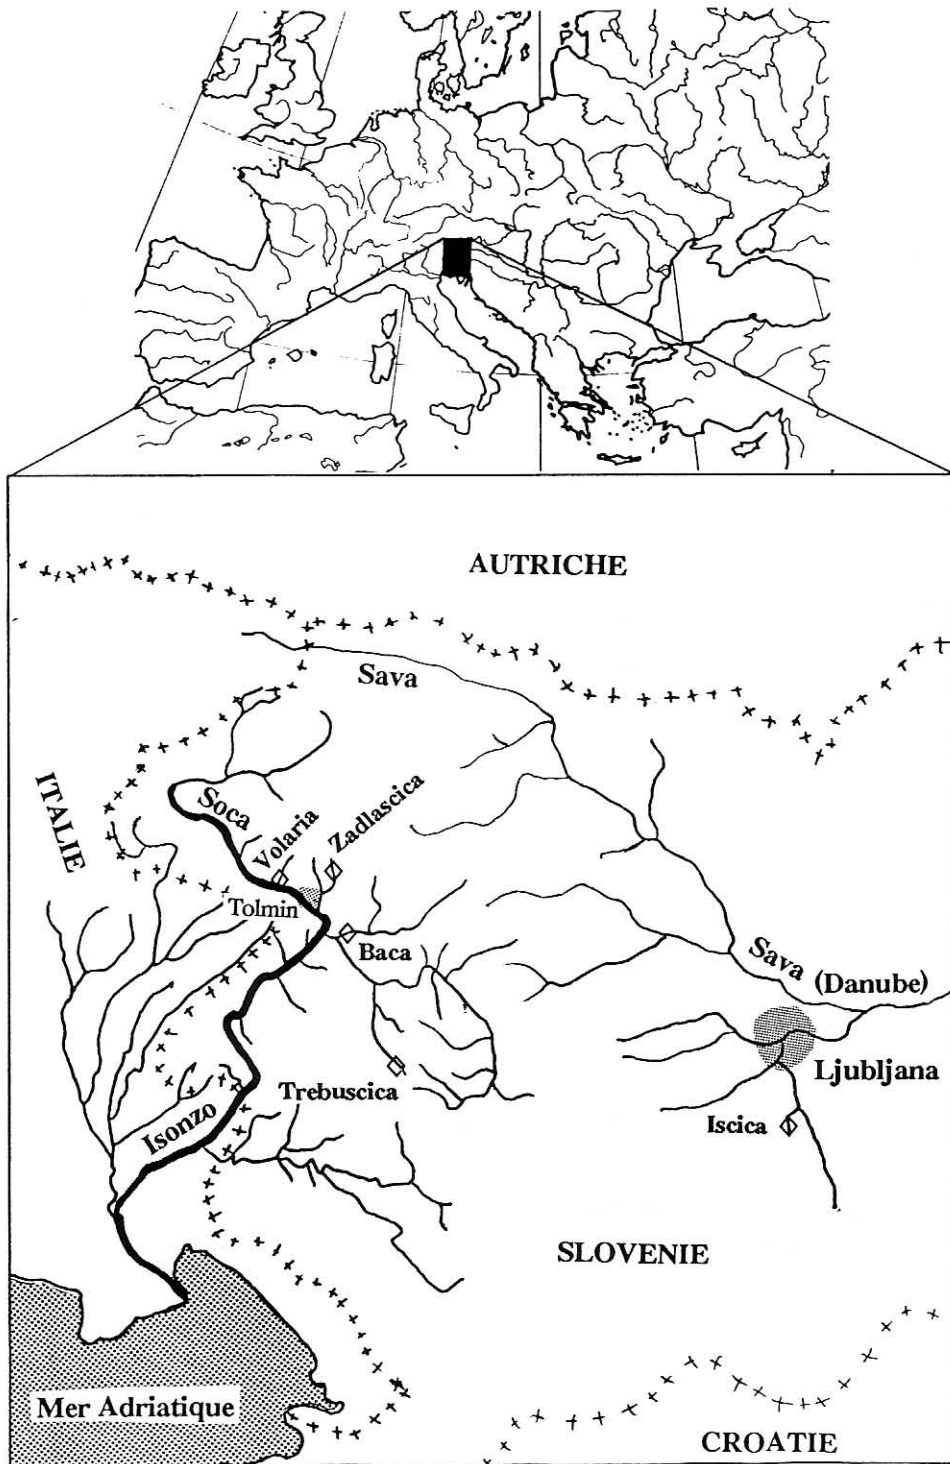 AUTRICHE
Sava
ITALIE
Soca
Volaria
Zadlascica
Tolmin
Baca
Sava (Danube)
Ljubljana
Trebuscica
Isonzo
Iscica
SLOVENIE
Mer Adriatique
CROATIE